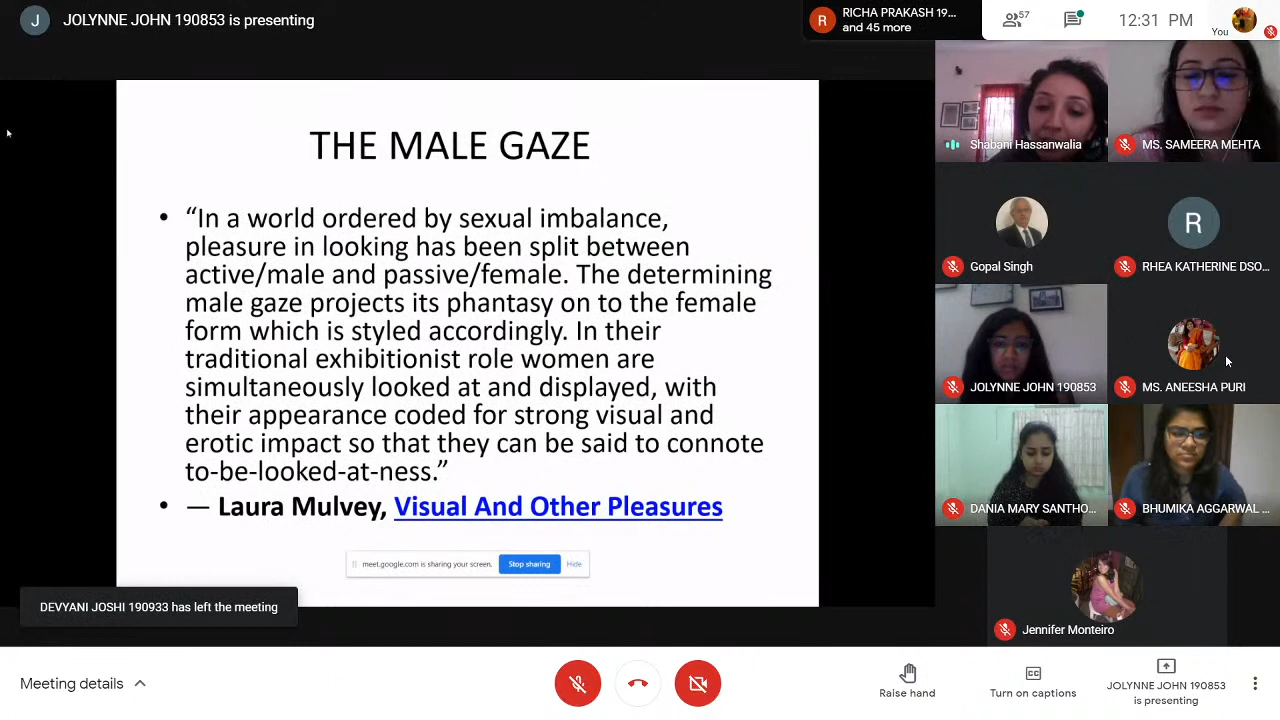 J
JOLYNNE JOHN 190853 is presenting
R
RICHA PRAKASH 19...
and 45 more
57
12:31 PM
You
THE MALE GAZE
• “In a world ordered by sexual imbalance,
pleasure in looking has been split between
active/male and passive/female. The determining
male gaze projects its phantasy on to the female
form which is styled accordingly. In their
traditional exhibitionist role women are
simultaneously looked at and displayed, with
their appearance coded for strong visual and
erotic impact so that they can be said to connote
to-be-looked-at-ness.”
• — Laura Mulvey, Visual And Other Pleasures
meet.google.com is sharing your screen.
Stop sharing
Hide
DEVYANI JOSHI 190933 has left the meeting
Shabani Hassanwalia
MS. SAMEERA MEHTA
Gopal Singh
R
RHEA KATHERINE DSO...
JOLYNNE JOHN 190853
MS. ANEESHA PURI
DANIA MARY SANTHO...
BHUMIKA AGGARWAL ...
Jennifer Monteiro
Meeting details
Raise hand
CC
Turn on captions
JOLYNNE JOHN 190853
is presenting